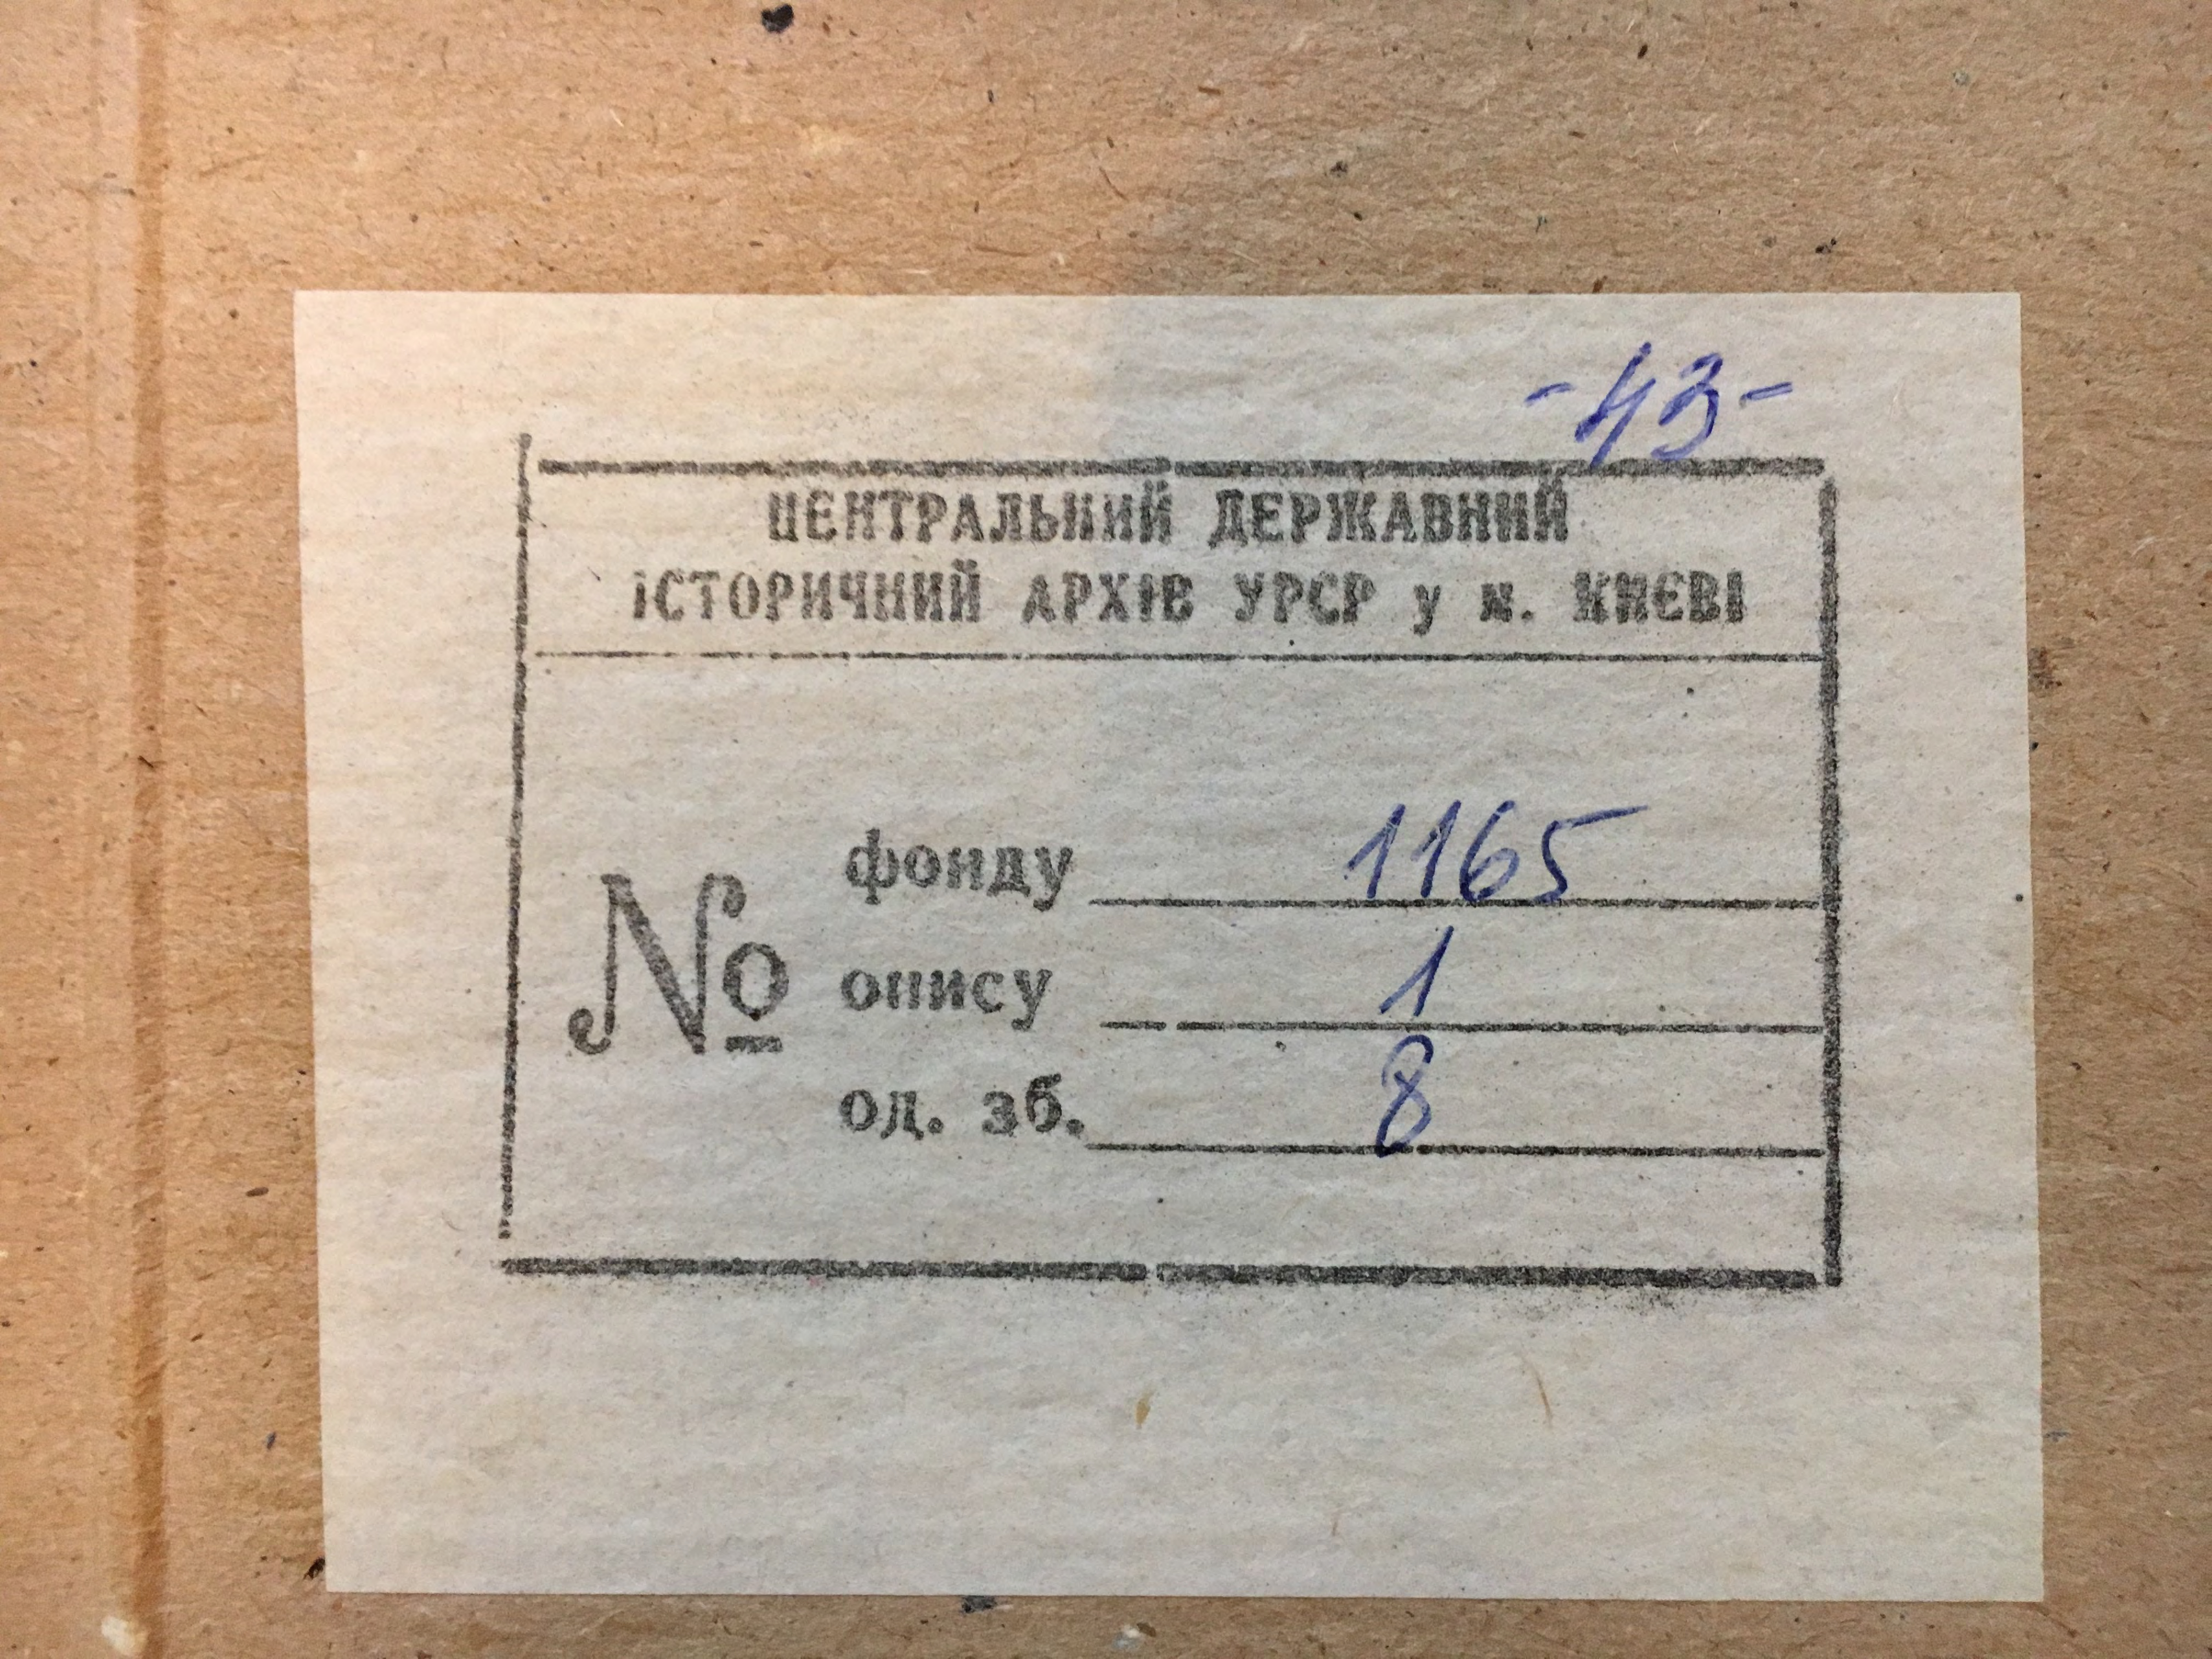 -43-
ЦЕНТРАЛЬНИЙ ДЕРЖАВНИЙ
ІСТОРИЧНИЙ АРХІВ УРСР у м. КИЄВІ
№
фонду 1165
опису 1
од. зб. 8